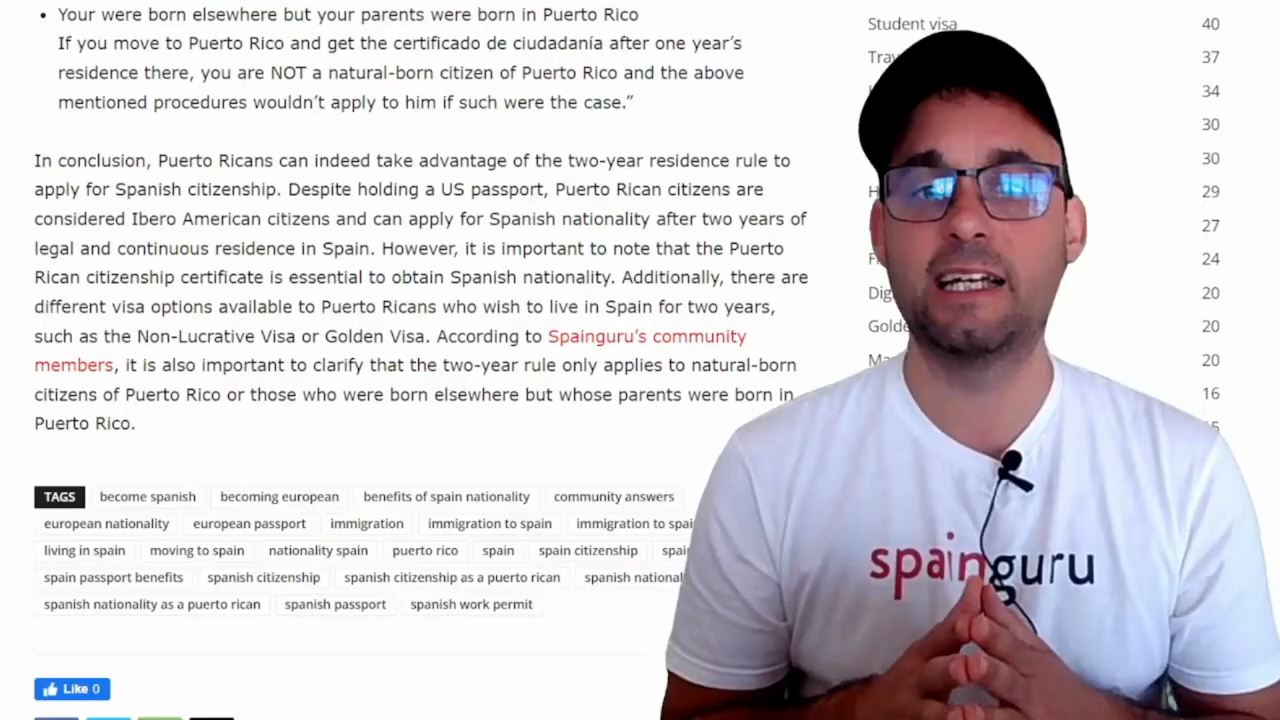 Your were born elsewhere but your parents were born in Puerto Rico
If you move to Puerto Rico and get the certificado de ciudadanía after one year's
residence there, you are NOT a natural-born citizen of Puerto Rico and the above
mentioned procedures wouldn't apply to him if such were the case."
In conclusion, Puerto Ricans can indeed take advantage of the two-year residence rule to
apply for Spanish citizenship. Despite holding a US passport, Puerto Rican citizens are
considered Ibero American citizens and can apply for Spanish nationality after two years of
legal and continuous residence in Spain. However, it is important to note that the Puerto
Rican citizenship certificate is essential to obtain Spanish nationality. Additionally, there are
different visa options available to Puerto Ricans who wish to live in Spain for two years,
such as the Non-Lucrative Visa or Golden Visa. According to Spainguru's community
members, it is also important to clarify that the two-year rule only applies to natural-born
citizens of Puerto Rico or those who were born elsewhere but whose parents were born in
Puerto Rico.
TAGS become spanish becoming european benefits of spain nationality community answers
european nationality european passport immigration immigration to spain immigration to
living in spain moving to spain nationality spain puerto rico spain spain citizenship
spain passport benefits spanish citizenship spanish citizenship as a puerto rican spanish
spanish nationality as a puerto rican spanish passport spanish work permit
Like 0
Student visa 40
37
34
30
30
29
27
24
20
20
20
16
spainguru